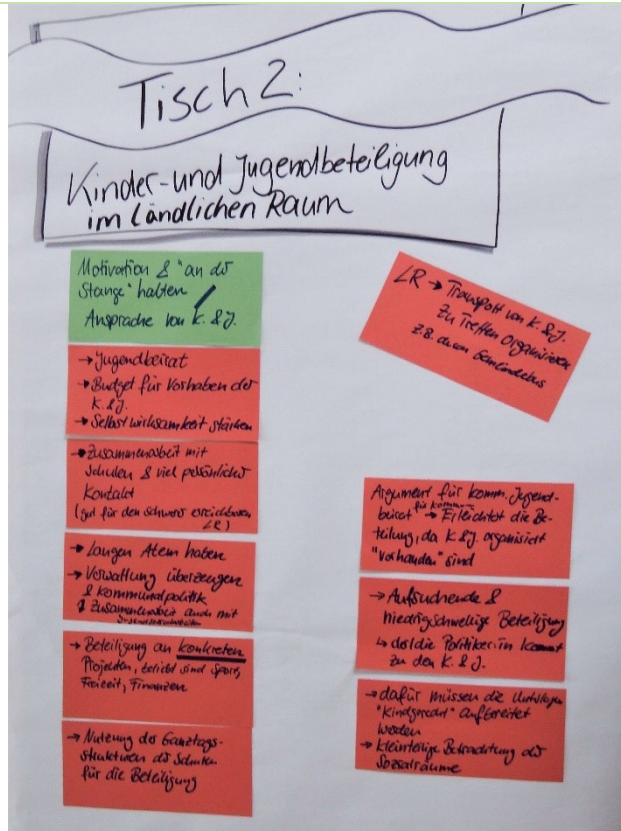 Tisch 2:
Kinder- und Jugendbeteiligung
im Ländlichen Raum
Motivation & "an der
Stange" halten
Ansprache von K. & J.
→ Jugendbeirat
→ Budget für Vorhaben der
K. & J.
→ Selbstwirksamkeit stärken
→ Zusammenarbeit mit
Schulen & viel persönlicher
Kontakt
(gut für den schwer erreichbaren
LR)
→ Langen Atem haben
→ Verwaltung überzeugen
& Kommunalpolitik
Zusammenarbeit auch mit
→ Beteiligung an konkreten
Projekten, beliebt sind Sport,
Freizeit, Finanzen
→ Nutzung der Ganztags-
strukturen der Schulen
für die Beteiligung
LR → Transport von K. & J.
zu Treffen organisieren
z.B. durch Gemeindebus
Argument für komm. Jugend-
beirat → Erleichtert die Be-
teilung, da K. & J. organisiert
"vorhanden" sind
→ Aufsuchende &
niedrigschwellige Beteiligung
↳ der/die Politiker:in kommt
zu den K. & J.
→ dafür müssen die Unterlagen
"Kindgerecht" aufbereitet
werden
→ kleinteilige Betrachtung der
Sozialräume